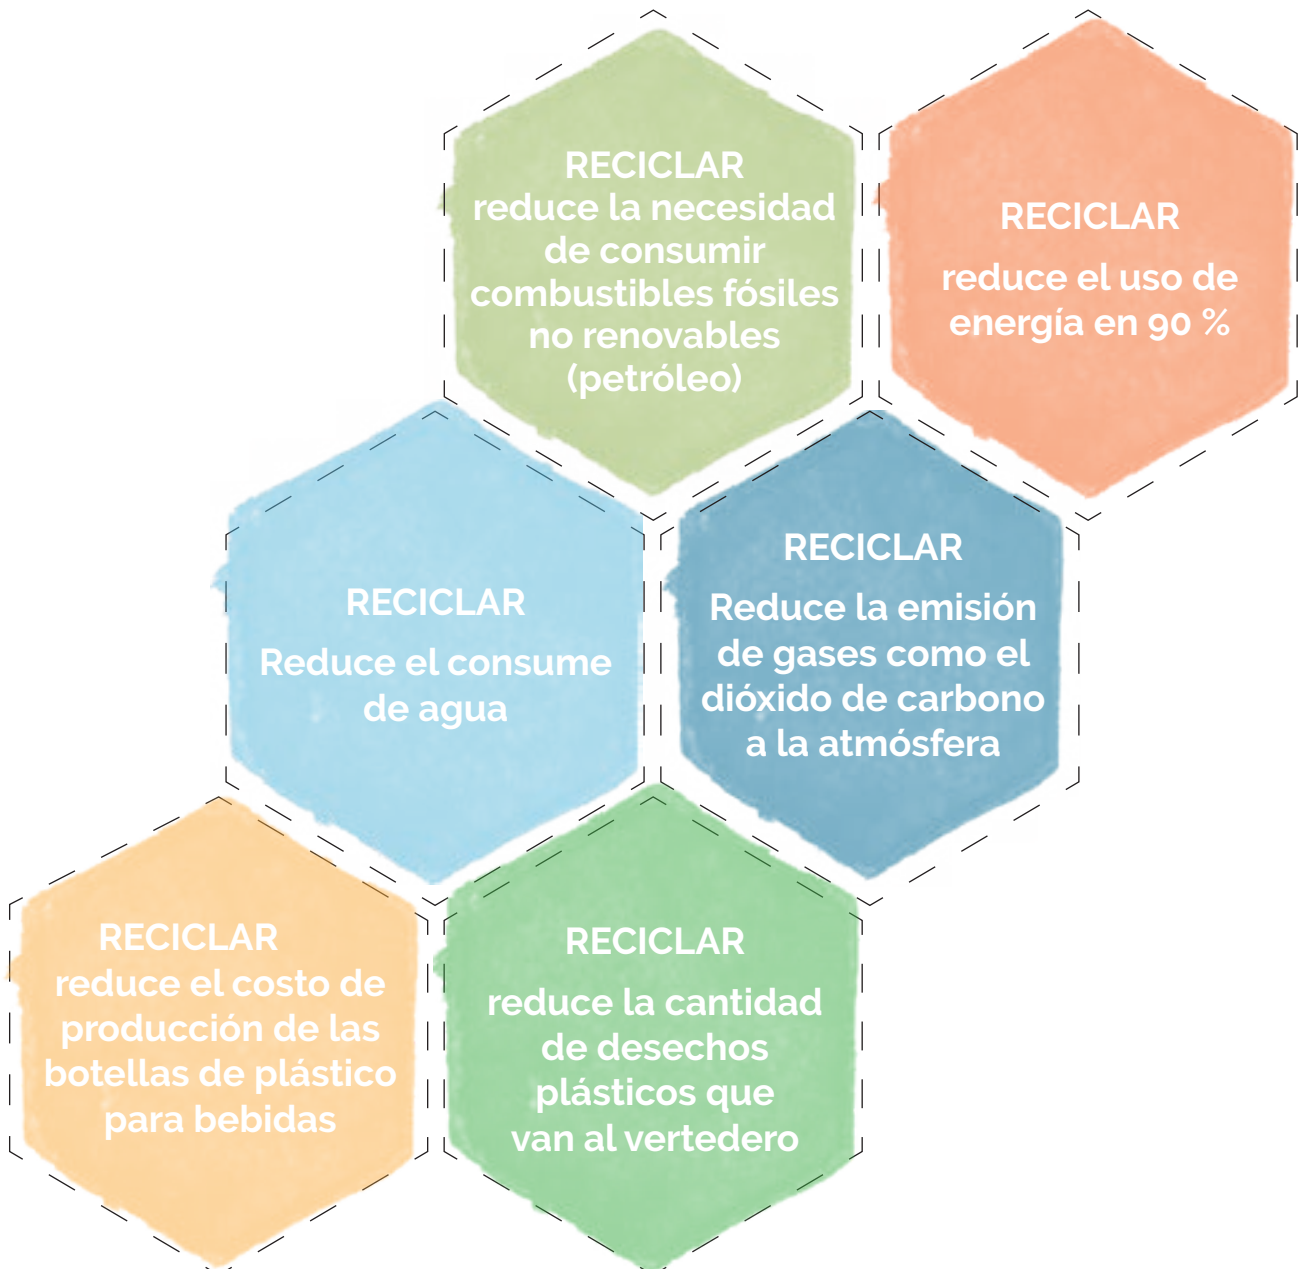 RECICLAR
reduce la necesidad
de consumir
combustibles fósiles
no renovables
(petróleo)
RECICLAR
reduce el uso de
energía en 90 %
RECICLAR
Reduce el consume
de agua
RECICLAR
Reduce la emisión
de gases como el
dióxido de carbono
a la atmósfera
RECICLAR
reduce el costo de
producción de las
botellas de plástico
para bebidas
RECICLAR
reduce la cantidad
de desechos
plásticos que
van al vertedero